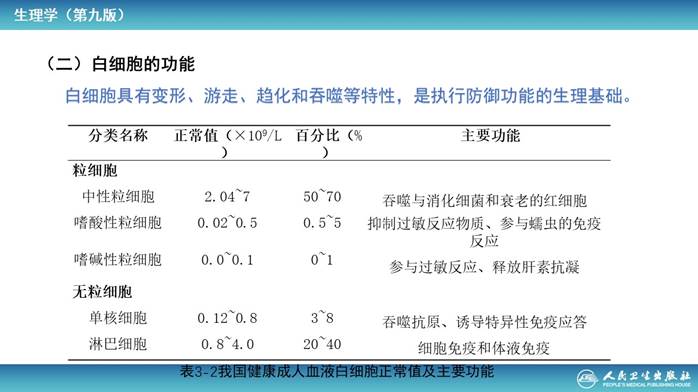 生理学（第九版）
（二）白细胞的功能
白细胞具有变形、游走、趋化和吞噬等特性，是执行防御功能的生理基础。
分类名称 正常值（×10⁹/L） 百分比（%） 主要功能
粒细胞
中性粒细胞 2.04~7 50~70 吞噬与消化细菌和衰老的红细胞
嗜酸性粒细胞 0.02~0.5 0.5~5 抑制过敏反应物质、参与蠕虫的免疫反应
嗜碱性粒细胞 0.0~0.1 0~1 参与过敏反应、释放肝素抗凝
无粒细胞
单核细胞 0.12~0.8 3~8 吞噬抗原、诱导特异性免疫应答
淋巴细胞 0.8~4.0 20~40 细胞免疫和体液免疫
表3-2我国健康成人血液白细胞正常值及主要功能
人民卫生出版社
PEOPLE'S MEDICAL PUBLISHING HOUSE